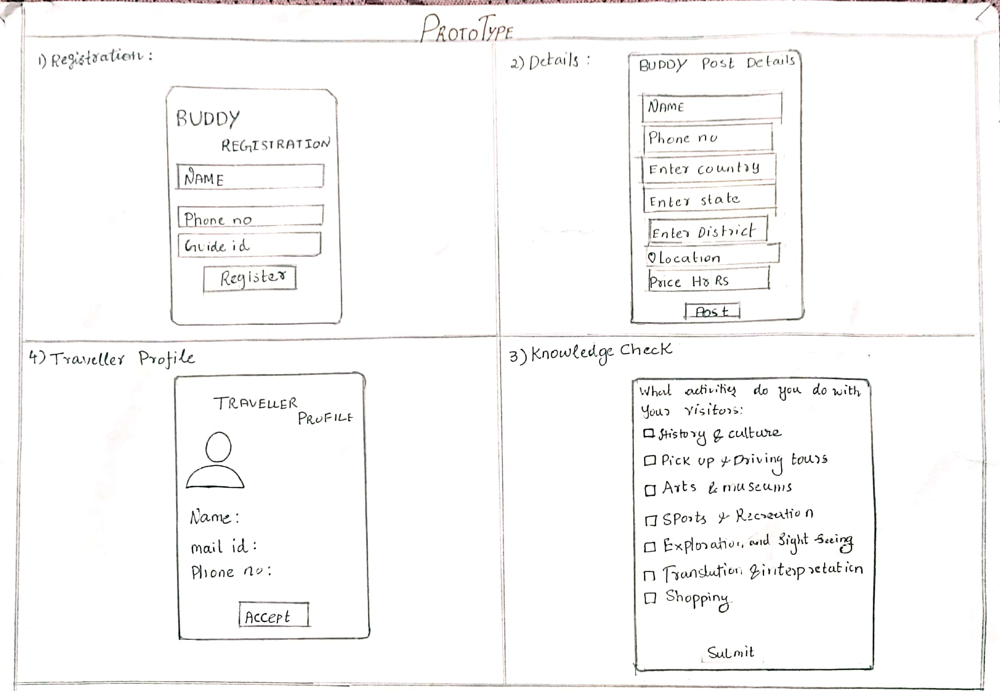 PROTOTYPE
1) Registration :
BUDDY
REGISTRATION
NAME
Phone no
Guide id
Register
2) Details :
BUDDY Post Details
NAME
Phone no
Enter country
Enter state
Enter District
Location
Price Hr RS
Post
3) Knowledge Check
What activities do you do with
your visitors:
History & culture
Pick up & Driving tours
Arts & museums
SPorts & Recreation
Exploration and Sight Seeing
Translation & interpretation
Shopping
Submit
4) Traveller Profile
TRAVELLER
PROFILE
Name :
mail id :
Phone no :
Accept